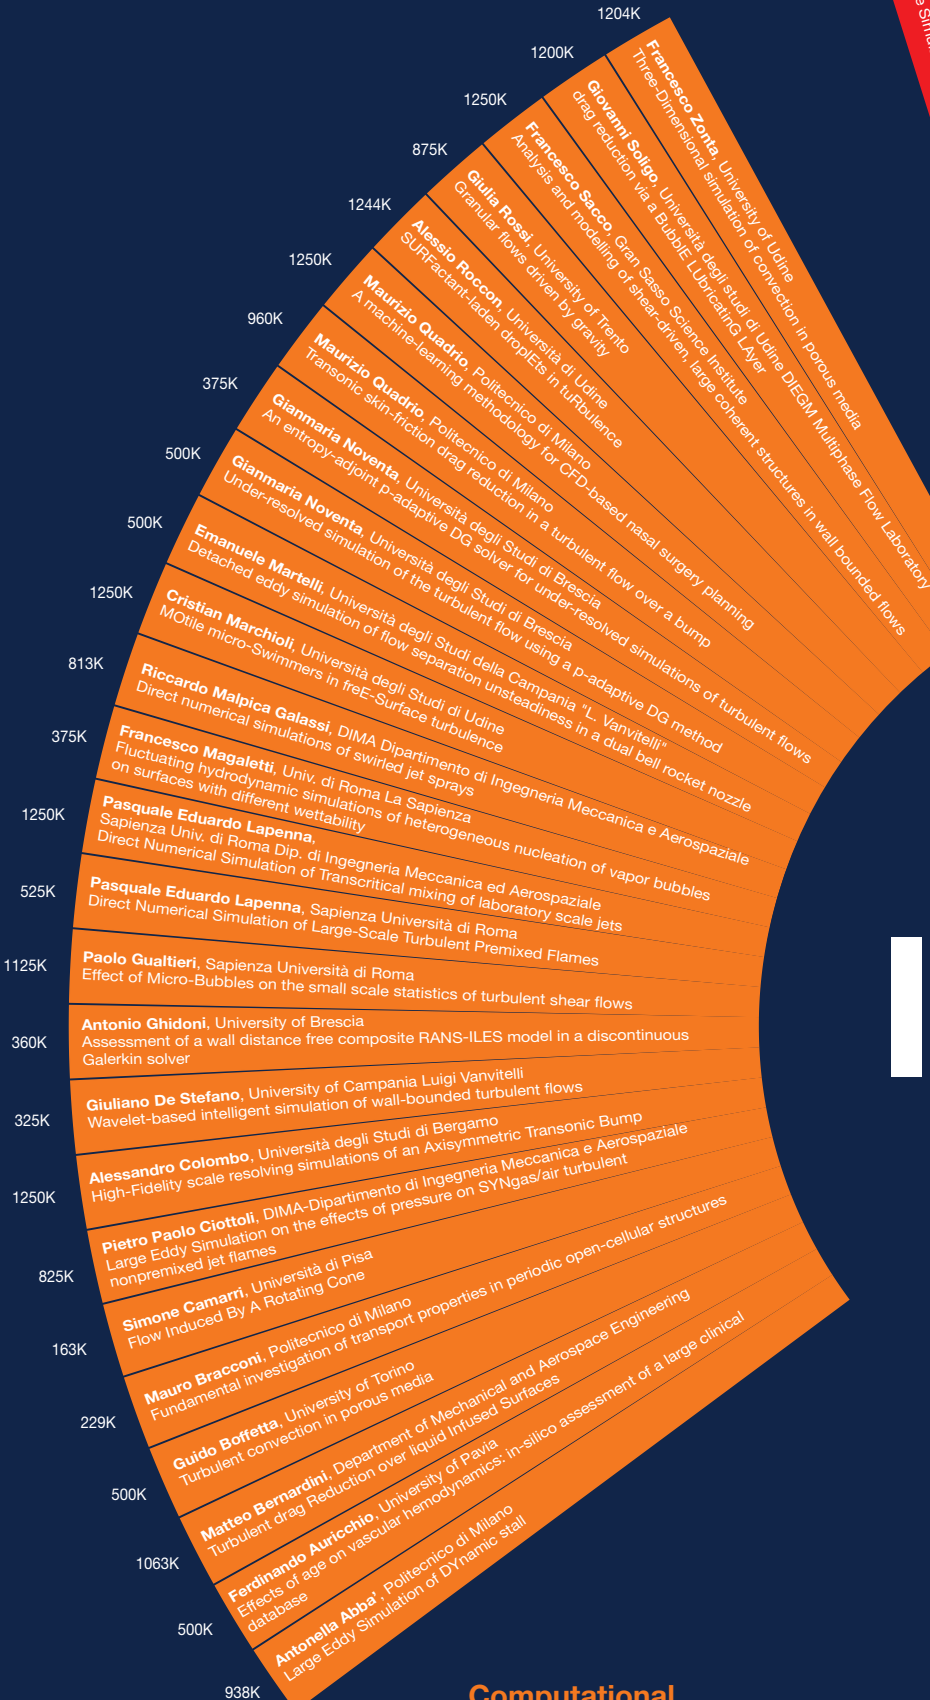 1204K
Francesco Zonta, University of Udine
Three-Dimensional simulation of convection in porous media
1200K
Giovanni Soligo, Università degli studi di Udine DIEGM Multiphase Flow Laboratory
drag reduction via a BubblE LUbricatinG LAyer
1250K
Francesco Sacco, Gran Sasso Science Institute
Analysis and modelling of shear-driven, large coherent structures in wall bounded flows
875K
Giulia Rossi, University of Trento
Granular flows driven by gravity
1244K
Alessio Roccon, Università di Udine
SURFactant-laden droplEts in tuRbulence
1250K
Maurizio Quadrio, Politecnico di Milano
A machine-learning methodology for CFD-based nasal surgery planning
960K
Maurizio Quadrio, Politecnico di Milano
Transonic skin-friction drag reduction in a turbulent flow over a bump
375K
Gianmaria Noventa, Università degli Studi di Brescia
An entropy-adjoint p-adaptive DG solver for under-resolved simulations of turbulent flows
500K
Gianmaria Noventa, Università degli Studi di Brescia
Under-resolved simulation of the turbulent flow using a p-adaptive DG method
500K
Emanuele Martelli, Università degli Studi della Campania "L. Vanvitelli"
Detached eddy simulation of flow separation unsteadiness in a dual bell rocket nozzle
1250K
Cristian Marchioli, Università degli Studi di Udine
MOtile micro-Swimmers in freE-Surface turbulence
813K
Riccardo Malpica Galassi, DIMA Dipartimento di Ingegneria Meccanica e Aerospaziale
Direct numerical simulations of swirled jet sprays
375K
Francesco Magaletti, Univ. di Roma La Sapienza
Fluctuating hydrodynamic simulations of heterogeneous nucleation of vapor bubbles
on surfaces with different wettability
1250K
Pasquale Eduardo Lapenna,
Sapienza Univ. di Roma Dip. di Ingegneria Meccanica ed Aerospaziale
Direct Numerical Simulation of Transcritical mixing of laboratory scale jets
525K
Pasquale Eduardo Lapenna, Sapienza Università di Roma
Direct Numerical Simulation of Large-Scale Turbulent Premixed Flames
1125K
Paolo Gualtieri, Sapienza Università di Roma
Effect of Micro-Bubbles on the small scale statistics of turbulent shear flows
360K
Antonio Ghidoni, University of Brescia
Assessment of a wall distance free composite RANS-ILES model in a discontinuous
Galerkin solver
325K
Giuliano De Stefano, University of Campania Luigi Vanvitelli
Wavelet-based intelligent simulation of wall-bounded turbulent flows
1250K
Alessandro Colombo, Università degli Studi di Bergamo
High-Fidelity scale resolving simulations of an Axisymmetric Transonic Bump
825K
Pietro Paolo Ciottoli, DIMA-Dipartimento di Ingegneria Meccanica e Aerospaziale
Large Eddy Simulation on the effects of pressure on SYNgas/air turbulent
nonpremixed jet flames
163K
Simone Camarri, Università di Pisa
Flow Induced By A Rotating Cone
229K
Mauro Bracconi, Politecnico di Milano
Fundamental investigation of transport properties in periodic open-cellular structures
500K
Guido Boffetta, University of Torino
Turbulent convection in porous media
1063K
Matteo Bernardini, Department of Mechanical and Aerospace Engineering
Turbulent drag Reduction over liquid Infused Surfaces
500K
Ferdinando Auricchio, University of Pavia
Effects of age on vascular hemodynamics: in-silico assessment of a large clinical
database
938K
Antonella Abba', Politecnico di Milano
Large Eddy Simulation of DYnamic stall
Computational